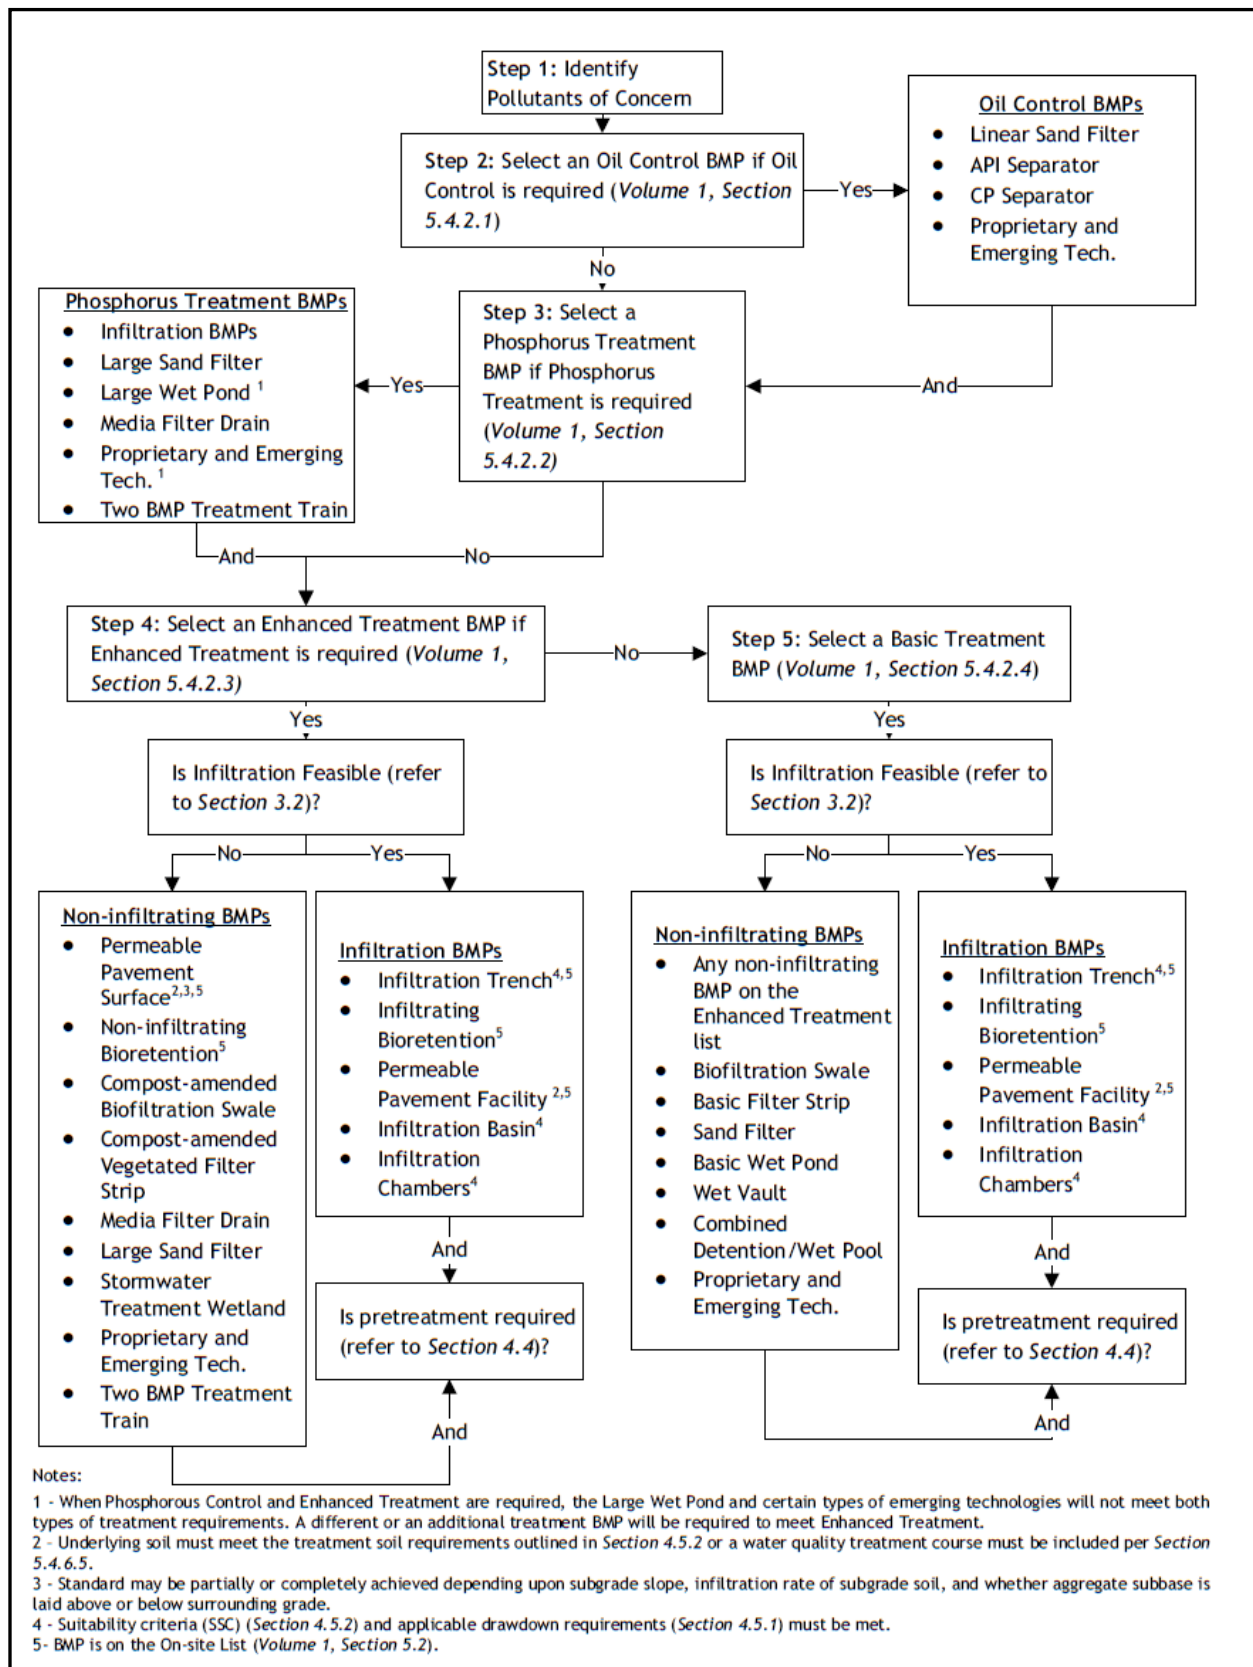 Step 1: Identify
Pollutants of Concern
Step 2: Select an Oil Control BMP if Oil
Control is required (Volume 1, Section
5.4.2.1)
Yes
Oil Control BMPs
● Linear Sand Filter
● API Separator
● CP Separator
● Proprietary and
Emerging Tech.
No
And
Step 3: Select a
Phosphorus Treatment
BMP if Phosphorus
Treatment is required
(Volume 1, Section
5.4.2.2)
Yes
Phosphorus Treatment BMPs
● Infiltration BMPs
● Large Sand Filter
● Large Wet Pond 1
● Media Filter Drain
● Proprietary and Emerging
Tech. 1
● Two BMP Treatment Train
And
No
Step 4: Select an Enhanced Treatment BMP if
Enhanced Treatment is required (Volume 1,
Section 5.4.2.3)
No
Step 5: Select a Basic Treatment
BMP (Volume 1, Section 5.4.2.4)
Yes
Yes
Is Infiltration Feasible (refer
to Section 3.2)?
Is Infiltration Feasible (refer to
Section 3.2)?
No
Yes
No
Yes
Non-infiltrating BMPs
● Permeable
Pavement
Surface2,3,5
● Non-infiltrating
Bioretention5
● Compost-amended
Biofiltration Swale
● Compost-amended
Vegetated Filter
Strip
● Media Filter Drain
● Large Sand Filter
● Stormwater
Treatment Wetland
● Proprietary and
Emerging Tech.
● Two BMP Treatment
Train
Infiltration BMPs
● Infiltration Trench4,5
● Infiltrating
Bioretention5
● Permeable
Pavement Facility 2,5
● Infiltration Basin4
● Infiltration
Chambers4
And
Is pretreatment required
(refer to Section 4.4)?
And
Non-infiltrating BMPs
● Any non-infiltrating
BMP on the
Enhanced Treatment
list
● Biofiltration Swale
● Basic Filter Strip
● Sand Filter
● Basic Wet Pond
● Wet Vault
● Combined
Detention/Wet Pool
● Proprietary and
Emerging Tech.
Infiltration BMPs
● Infiltration Trench4,5
● Infiltrating
Bioretention5
● Permeable
Pavement Facility 2,5
● Infiltration Basin4
● Infiltration
Chambers4
And
Is pretreatment required
(refer to Section 4.4)?
And
Notes:
1 - When Phosphorous Control and Enhanced Treatment are required, the Large Wet Pond and certain types of emerging technologies will not meet both
types of treatment requirements. A different or an additional treatment BMP will be required to meet Enhanced Treatment.
2 - Underlying soil must meet the treatment soil requirements outlined in Section 4.5.2 or a water quality treatment course must be included per Section
5.4.6.5.
3 - Standard may be partially or completely achieved depending upon subgrade slope, infiltration rate of subgrade soil, and whether aggregate subbase is
laid above or below surrounding grade.
4 - Suitability criteria (SSC) (Section 4.5.2) and applicable drawdown requirements (Section 4.5.1) must be met.
5- BMP is on the On-site List (Volume 1, Section 5.2).